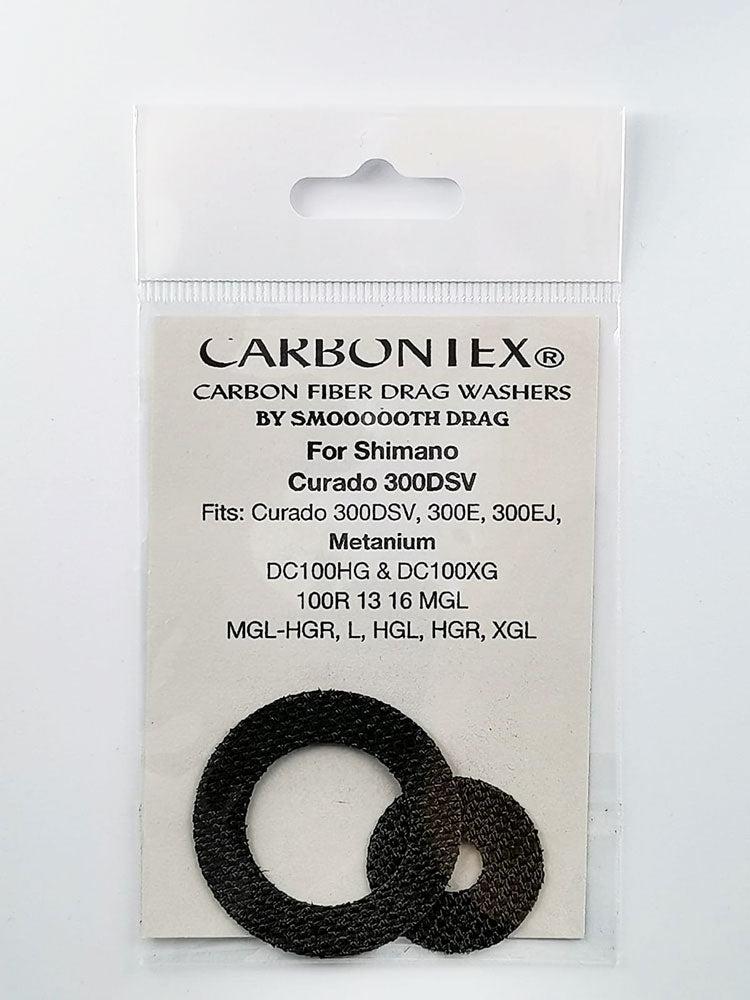 CARBONTEX®
CARBON FIBER DRAG WASHERS
BY SMOOOOOTH DRAG
For Shimano
Curado 300DSV
Fits: Curado 300DSV, 300E, 300EJ,
Metanium
DC100HG & DC100XG
100R 13 16 MGL
MGL-HGR, L, HGL, HGR, XGL